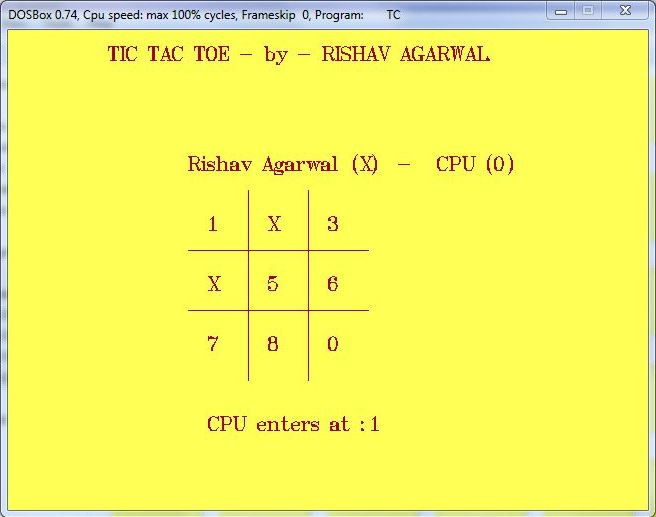 DOSBox 0.74, Cpu speed: max 100% cycles, Frameskip 0, Program: TC
TIC TAC TOE - by - RISHAV AGARWAL
Rishav Agarwal (X) - CPU (0)
1 X 3
X 5 6
7 8 0
CPU enters at : 1